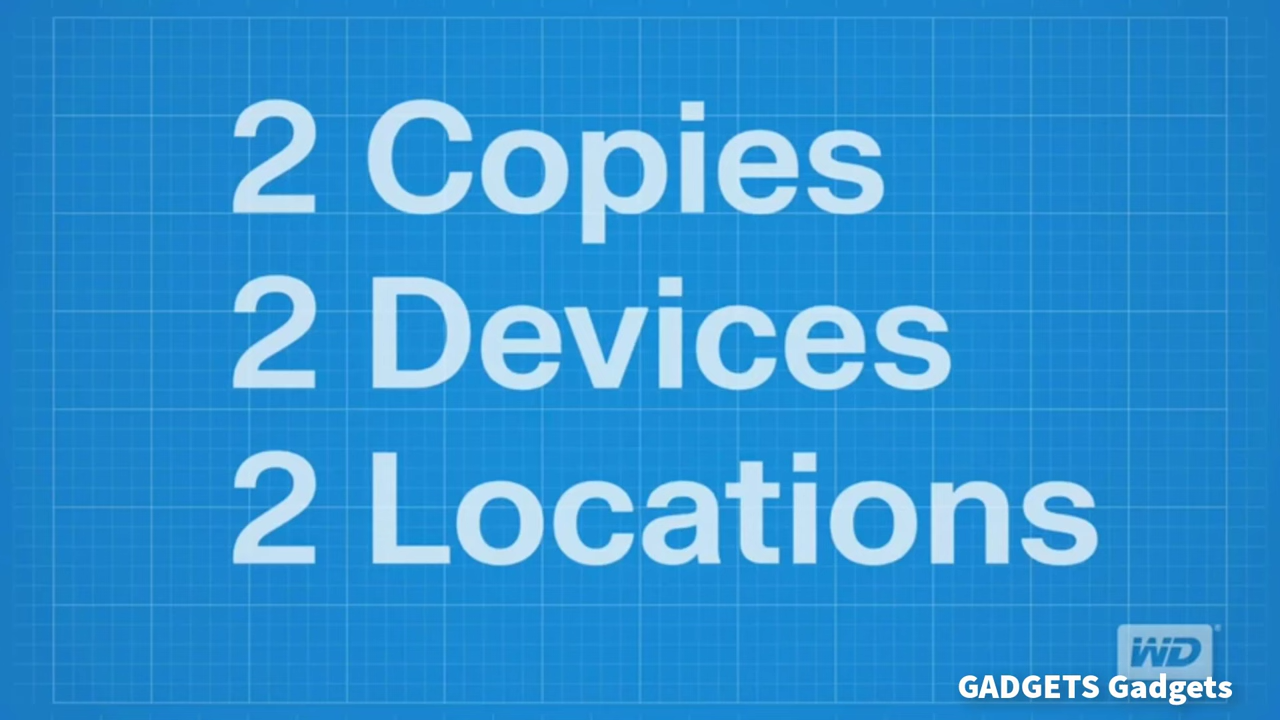 2 Copies
2 Devices
2 Locations
WD
GADGETS Gadgets